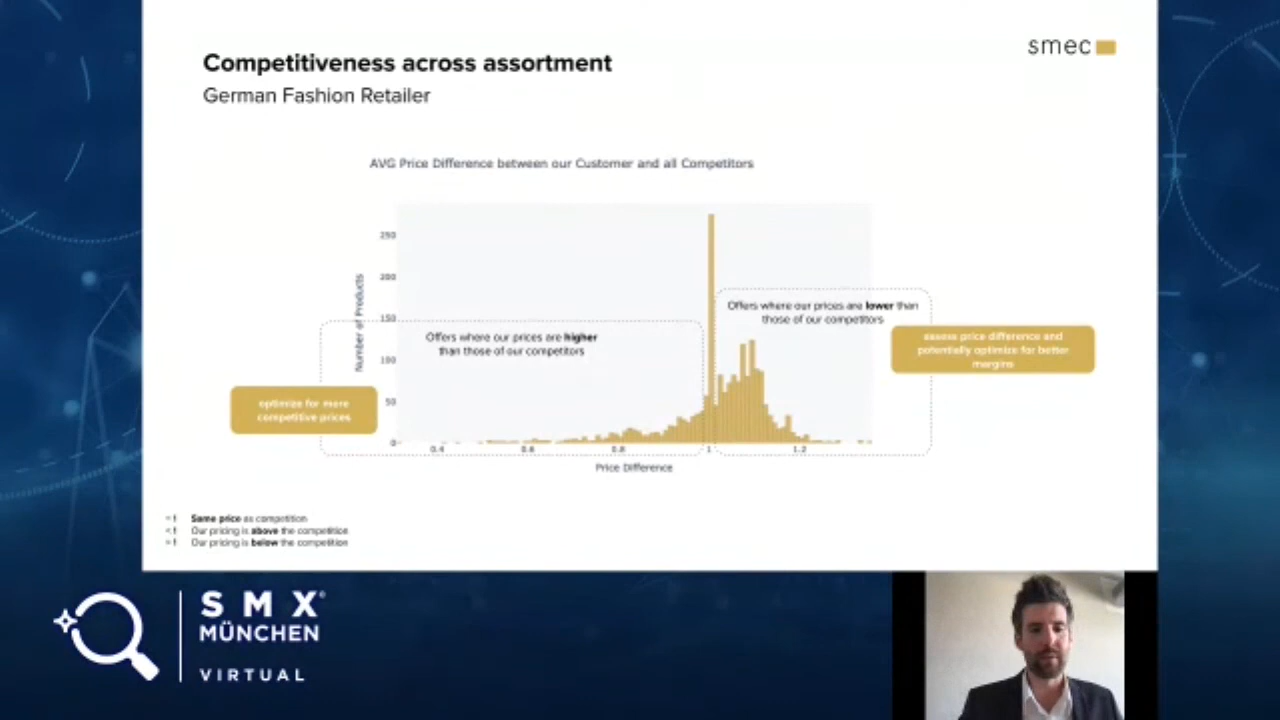 smec
Competitiveness across assortment
German Fashion Retailer
AVG Price Difference between our Customer and all Competitors
250
200
150
100
50
0
Number of Products
Offers where our prices are lower than
those of our competitors
Offers where our prices are higher
than those of our competitors
assess price difference and
potentially optimize for better
margins
optimize for more
competitive prices
0.4 0.6 0.8 1 1.2
Price Difference
Same price as competition
Our pricing is above the competition
Our pricing is below the competition
SMX®
MÜNCHEN
VIRTUAL